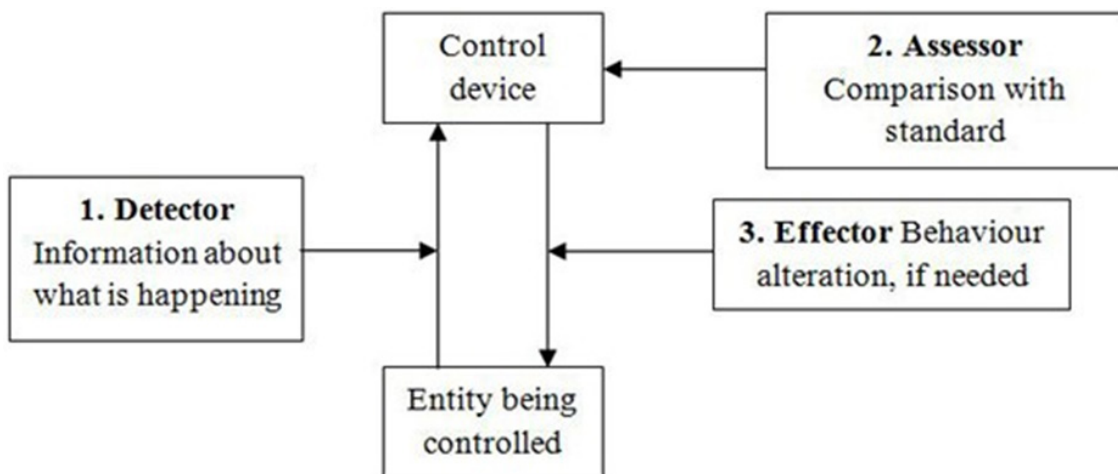 Control
device
2. Assessor
Comparison with
standard
1. Detector
Information about
what is happening
3. Effector Behaviour
alteration, if needed
Entity being
controlled